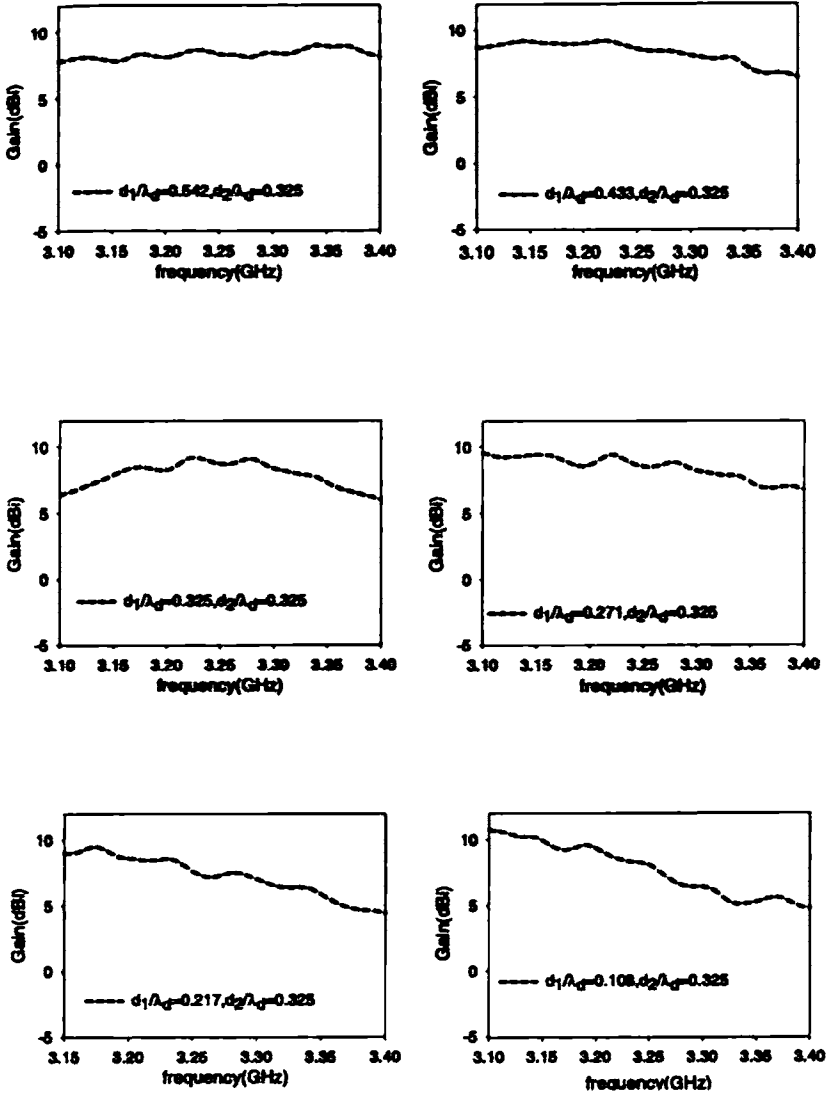 10
5
0
-5
Gain(dBi)
d1/λd=0.542,d2/λd=0.325
3.10 3.15 3.20 3.25 3.30 3.35 3.40
frequency(GHz)
10
5
0
-5
Gain(dBi)
d1/λd=0.433,d2/λd=0.325
3.10 3.15 3.20 3.25 3.30 3.35 3.40
frequency(GHz)
10
5
0
-5
Gain(dBi)
d1/λd=0.325,d2/λd=0.325
3.10 3.15 3.20 3.25 3.30 3.35 3.40
frequency(GHz)
10
5
0
-5
Gain(dBi)
d1/λd=0.271,d2/λd=0.325
3.10 3.15 3.20 3.25 3.30 3.35 3.40
frequency(GHz)
10
5
0
-5
Gain(dBi)
d1/λd=0.217,d2/λd=0.325
3.15 3.20 3.25 3.30 3.35 3.40
frequency(GHz)
10
5
0
-5
Gain(dBi)
d1/λd=0.108,d2/λd=0.325
3.10 3.15 3.20 3.25 3.30 3.35 3.40
frequency(GHz)